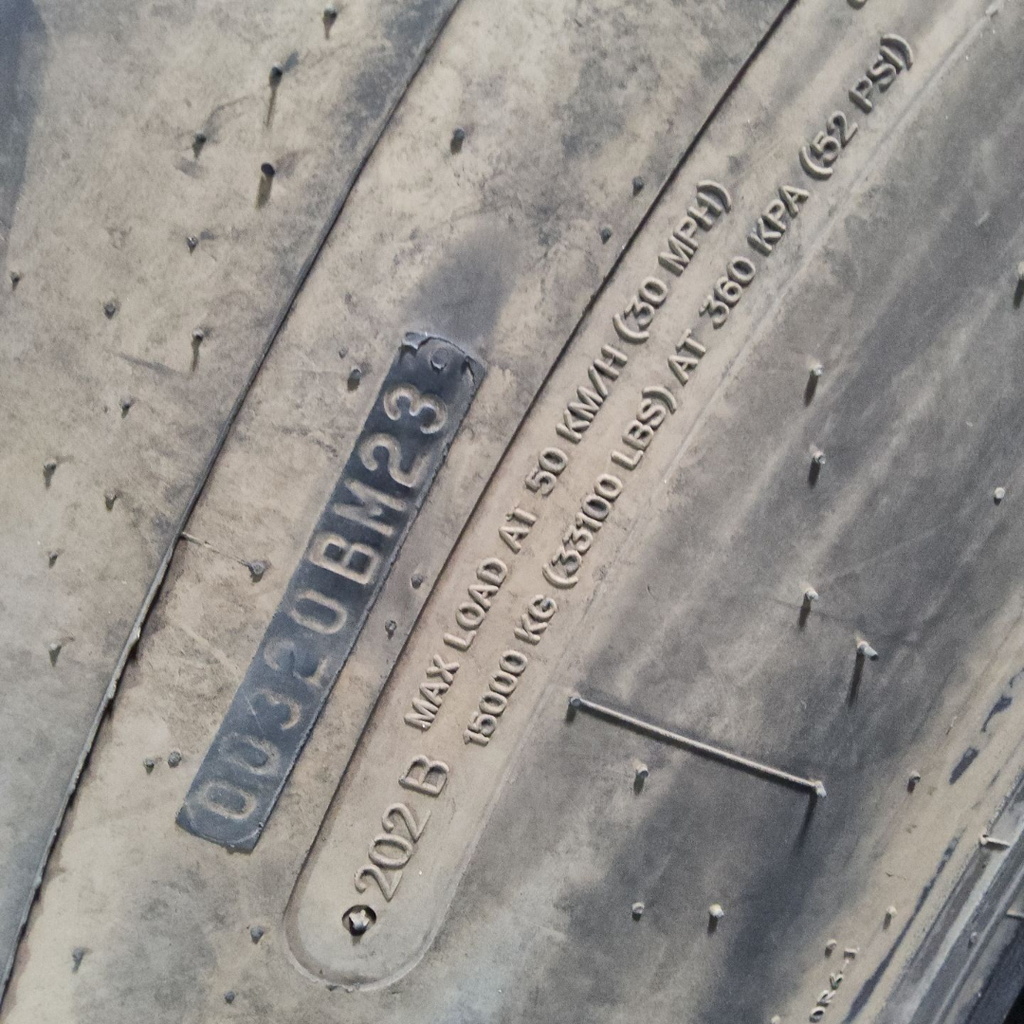 00320BM23
202 B
MAX LOAD AT 50 KM/H (30 MPH)
15000 KG (33100 LBS) AT 360 KPA (52 PSI)